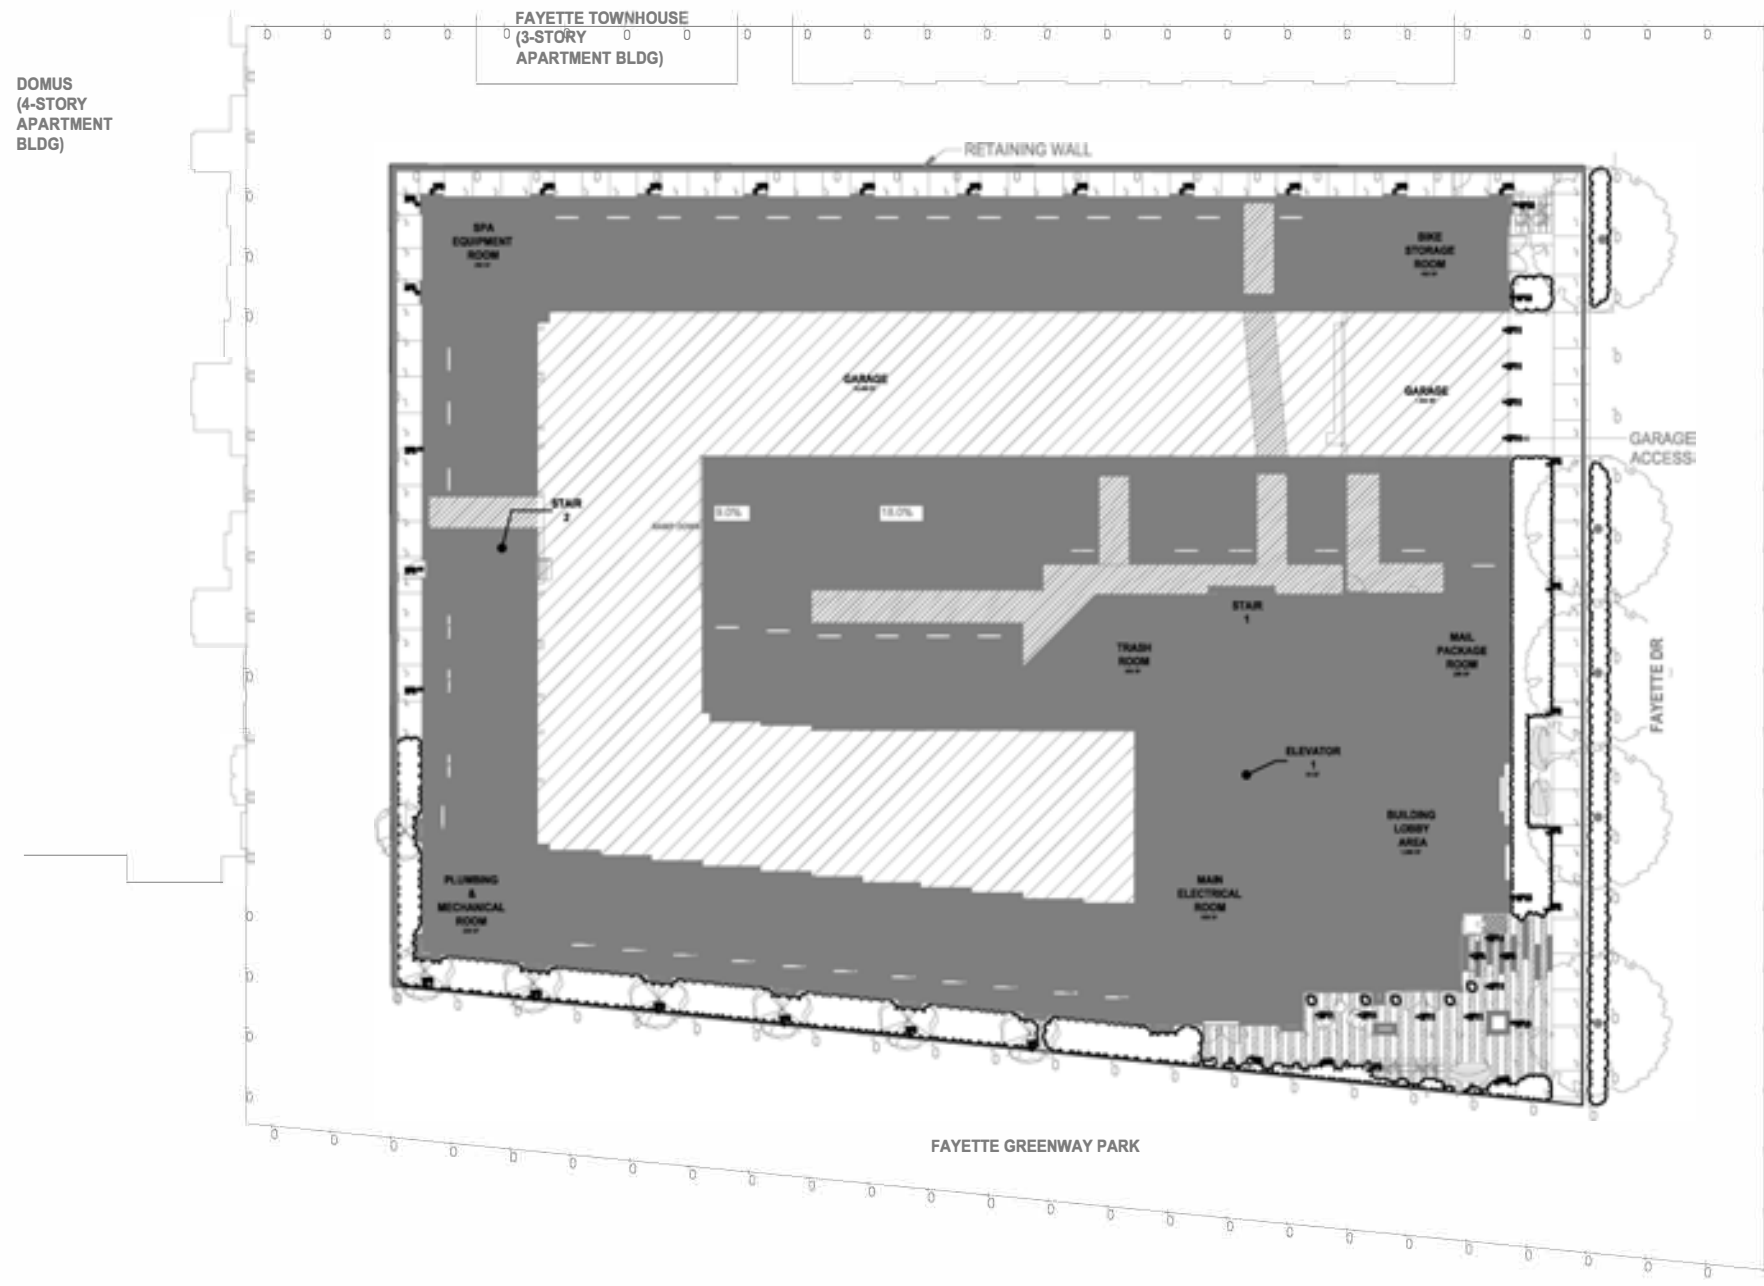 FAYETTE TOWNHOUSE
(3-STORY
APARTMENT BLDG)
DOMUS
(4-STORY
APARTMENT
BLDG)
RETAINING WALL
SPA
EQUIPMENT
ROOM
BIKE
STORAGE
ROOM
GARAGE
GARAGE
GARAGE
ACCESS
STAIR
2
9.0%
18.0%
STAIR
1
TRASH
ROOM
MAIL
PACKAGE
ROOM
FAYETTE DR
ELEVATOR
1
BUILDING
LOBBY
AREA
PLUMBING
&
MECHANICAL
ROOM
MAIN
ELECTRICAL
ROOM
FAYETTE GREENWAY PARK